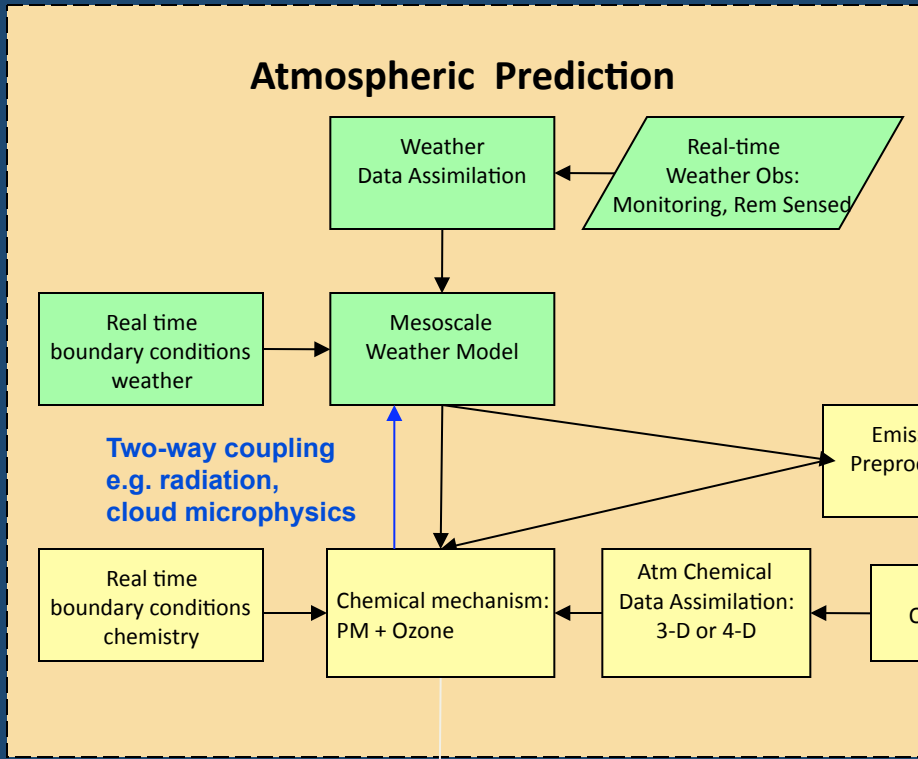 Atmospheric Prediction
Weather
Data Assimilation
Real-time
Weather Obs:
Monitoring, Rem Sensed
Real time
boundary conditions
weather
Mesoscale
Weather Model
Two-way coupling
e.g. radiation,
cloud microphysics
Emis
Preproc
Real time
boundary conditions
chemistry
Chemical mechanism:
PM + Ozone
Atm Chemical
Data Assimilation:
3-D or 4-D